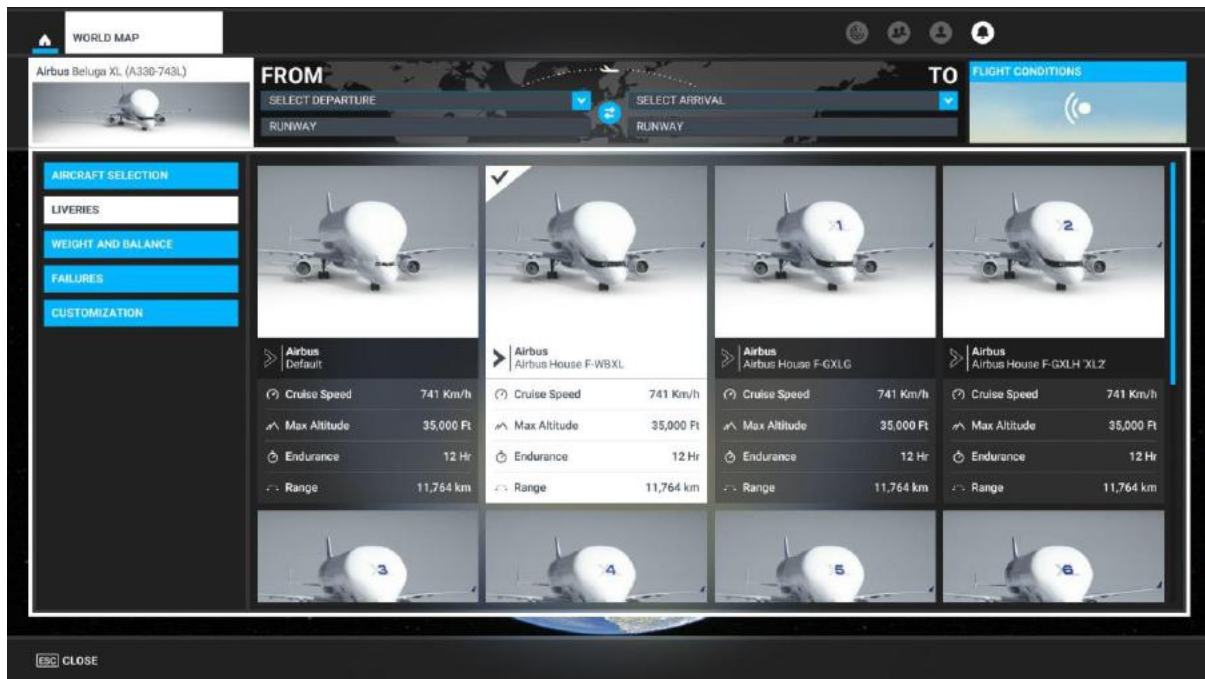 WORLD MAP
Airbus Beluga XL (A330-743L)
FROM
TO
SELECT DEPARTURE
SELECT ARRIVAL
RUNWAY
RUNWAY
FLIGHT CONDITIONS
AIRCRAFT SELECTION
LIVERIES
WEIGHT AND BALANCE
FAILURES
CUSTOMIZATION
Airbus
Default
Cruise Speed 741 Km/h
Max Altitude 35,000 Ft
Endurance 12 Hr
Range 11,764 km
Airbus
Airbus House F-WBXL
Cruise Speed 741 Km/h
Max Altitude 35,000 Ft
Endurance 12 Hr
Range 11,764 km
1
Airbus
Airbus House F-GXLG
Cruise Speed 741 Km/h
Max Altitude 35,000 Ft
Endurance 12 Hr
Range 11,764 km
2
Airbus
Airbus House F-GXLH 'XL2'
Cruise Speed 741 Km/h
Max Altitude 35,000 Ft
Endurance 12 Hr
Range 11,764 km
3
4
5
6
ESC CLOSE